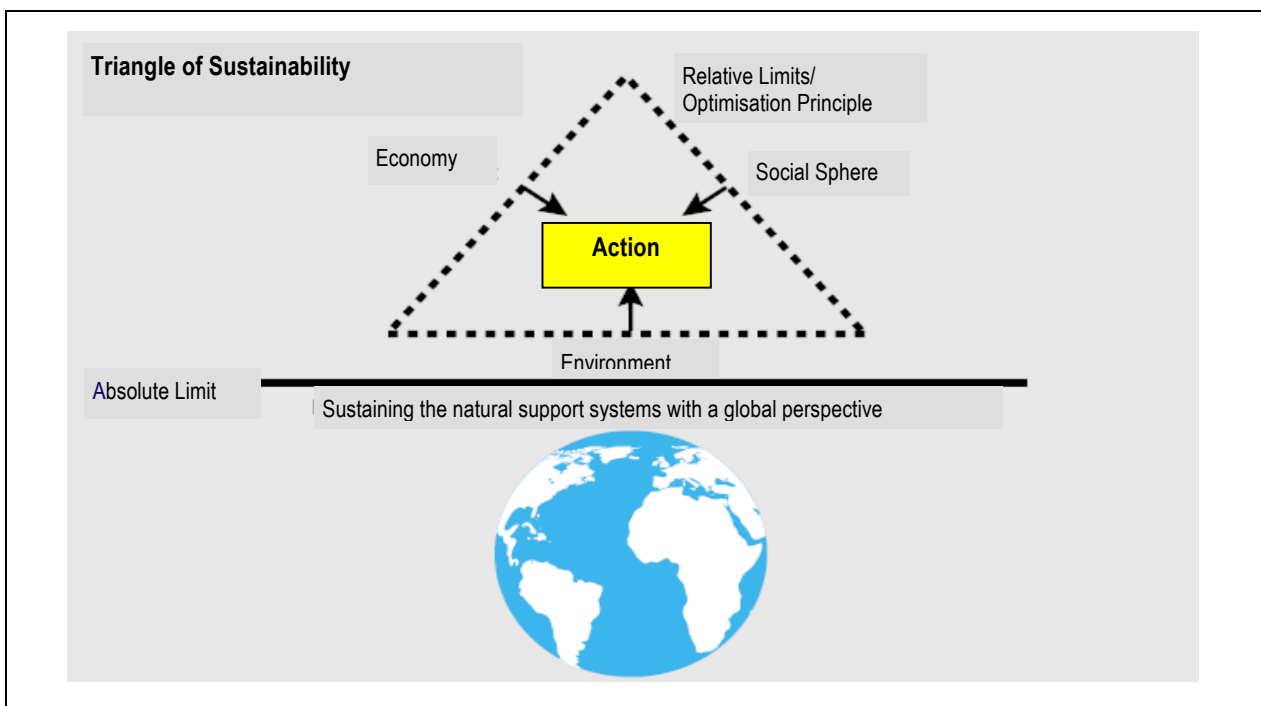 Triangle of Sustainability
Relative Limits/
Optimisation Principle
Economy
Social Sphere
Action
Environment
Absolute Limit
Sustaining the natural support systems with a global perspective